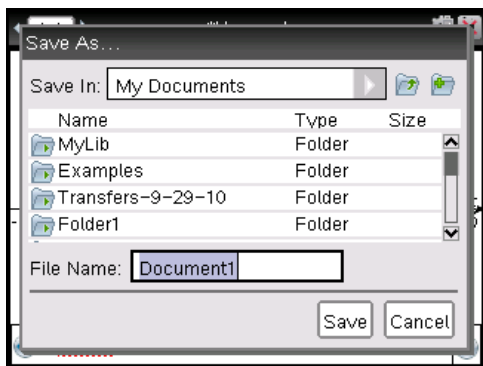 Save As...
Save In: My Documents
Name Type Size
MyLib Folder
Examples Folder
Transfers-9-29-10 Folder
Folder1 Folder
File Name: Document1
Save Cancel